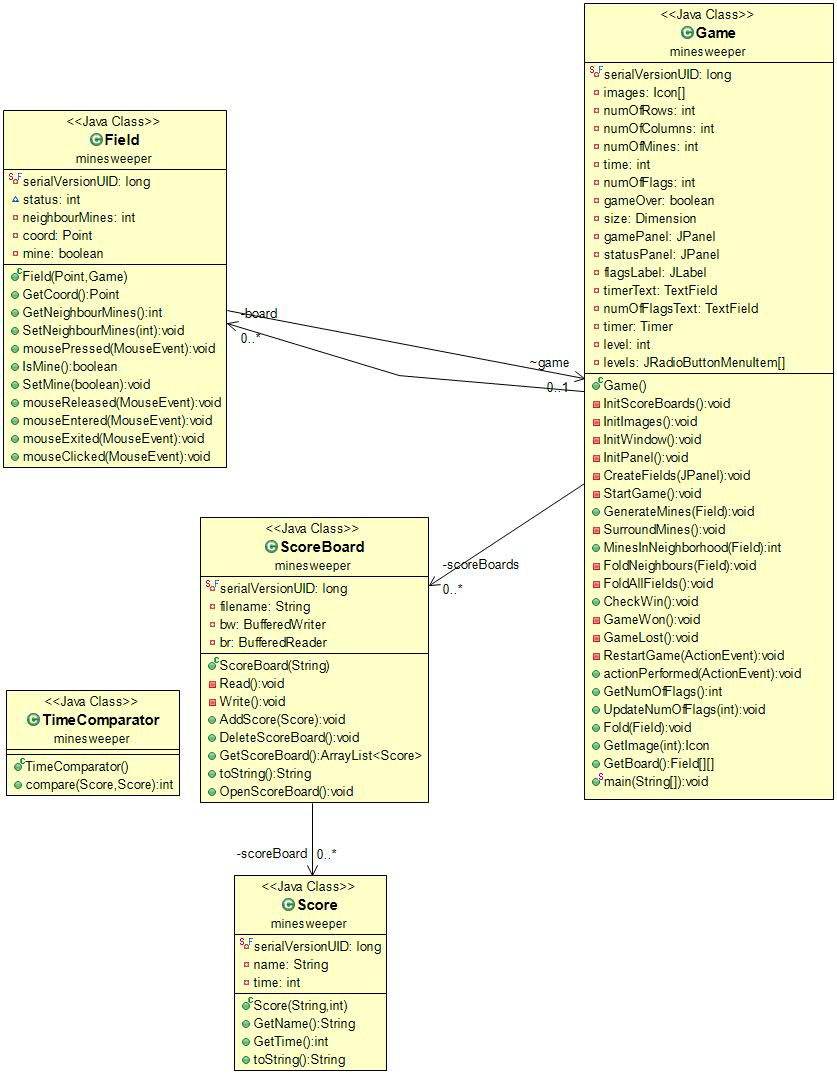 <<Java Class>>
Game
minesweeper
serialVersionUID: long
images: Icon[]
numOfRows: int
numOfColumns: int
numOfMines: int
time: int
numOfFlags: int
gameOver: boolean
size: Dimension
gamePanel: JPanel
statusPanel: JPanel
flagsLabel: JLabel
timerText: TextField
numOfFlagsText: TextField
timer: Timer
level: int
levels: JRadioButtonMenuItem[]
Game()
InitScoreBoards():void
InitImages():void
InitWindow():void
InitPanel():void
CreateFields(JPanel):void
StartGame():void
GenerateMines(Field):void
SurroundMines():void
MinesInNeighborhood(Field):int
FoldNeighbours(Field):void
FoldAllFields():void
CheckWin():void
GameWon():void
GameLost():void
RestartGame(ActionEvent):void
actionPerformed(ActionEvent):void
GetNumOfFlags():int
UpdateNumOfFlags(int):void
Fold(Field):void
GetImage(int):Icon
GetBoard():Field[][]
main(String[]):void
<<Java Class>>
Field
minesweeper
serialVersionUID: long
status: int
neighbourMines: int
coord: Point
mine: boolean
Field(Point,Game)
GetCoord():Point
GetNeighbourMines():int
SetNeighbourMines(int):void
mousePressed(MouseEvent):void
IsMine():boolean
SetMine(boolean):void
mouseReleased(MouseEvent):void
mouseEntered(MouseEvent):void
mouseExited(MouseEvent):void
mouseClicked(MouseEvent):void
-board
0..*
~game
0..1
-scoreBoards
0..*
<<Java Class>>
ScoreBoard
minesweeper
serialVersionUID: long
filename: String
bw: BufferedWriter
br: BufferedReader
ScoreBoard(String)
Read():void
Write():void
AddScore(Score):void
DeleteScoreBoard():void
GetScoreBoard():ArrayList<Score>
toString():String
OpenScoreBoard():void
<<Java Class>>
TimeComparator
minesweeper
TimeComparator()
compare(Score,Score):int
-scoreBoard 0..*
<<Java Class>>
Score
minesweeper
serialVersionUID: long
name: String
time: int
Score(String,int)
GetName():String
GetTime():int
toString():String